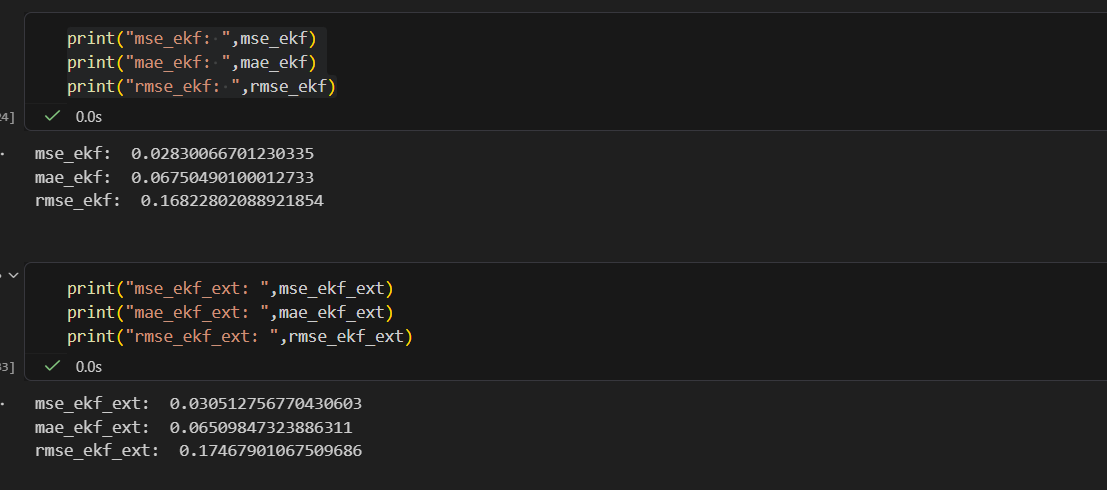 print("mse_ekf: ",mse_ekf)
print("mae_ekf: ",mae_ekf)
print("rmse_ekf: ",rmse_ekf)
4]
0.0s
mse_ekf:  0.02830066701230335
mae_ekf:  0.06750490100012733
rmse_ekf:  0.16822802088921854
print("mse_ekf_ext: ",mse_ekf_ext)
print("mae_ekf_ext: ",mae_ekf_ext)
print("rmse_ekf_ext: ",rmse_ekf_ext)
3]
0.0s
mse_ekf_ext:  0.030512756770430603
mae_ekf_ext:  0.06509847323886311
rmse_ekf_ext:  0.17467901067509686